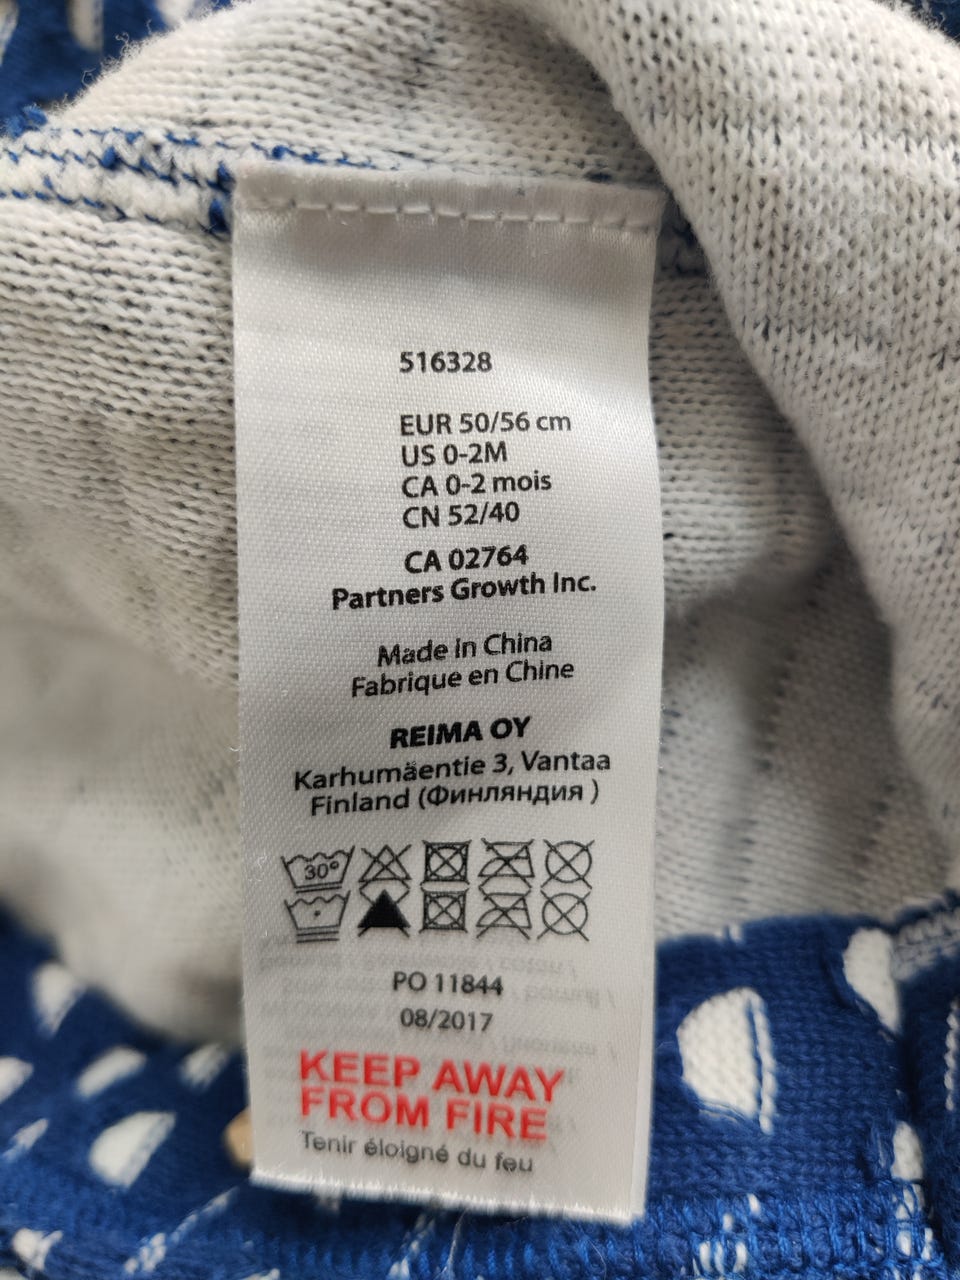 516328
EUR 50/56 cm
US 0-2M
CA 0-2 mois
CN 52/40
CA 02764
Partners Growth Inc.
Made in China
Fabrique en Chine
REIMA OY
Karhumäentie 3, Vantaa
Finland (Финляндия )
30°
PO 11844
08/2017
KEEP AWAY
FROM FIRE
Tenir éloigné du feu